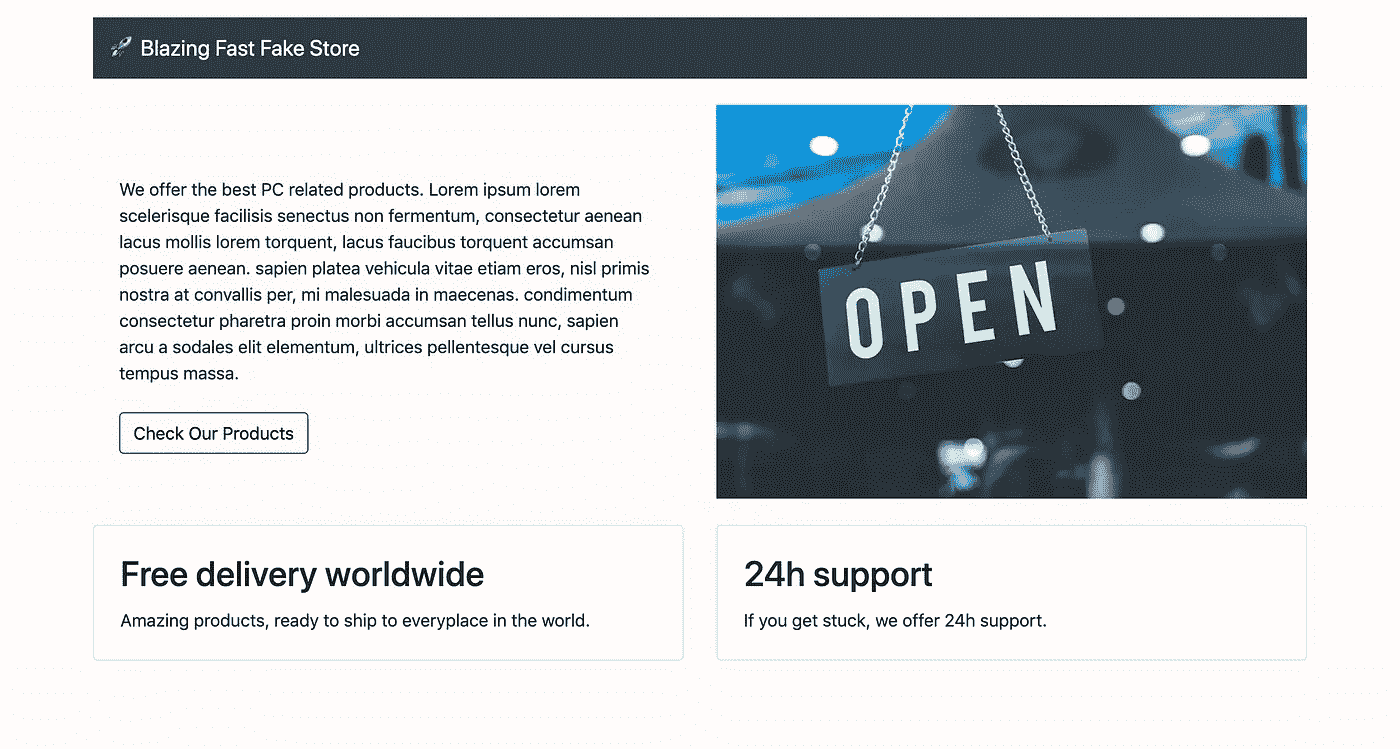 🚀 Blazing Fast Fake Store
We offer the best PC related products. Lorem ipsum lorem
scelerisque facilisis senectus non fermentum, consectetur aenean
lacus mollis lorem torquent, lacus faucibus torquent accumsan
posuere aenean. sapien platea vehicula vitae etiam eros, nisl primis
nostra at convallis per, mi malesuada in maecenas. condimentum
consectetur pharetra proin morbi accumsan tellus nunc, sapien
arcu a sodales elit elementum, ultrices pellentesque vel cursus
tempus massa.
Check Our Products
OPEN
Free delivery worldwide
Amazing products, ready to ship to everyplace in the world.
24h support
If you get stuck, we offer 24h support.